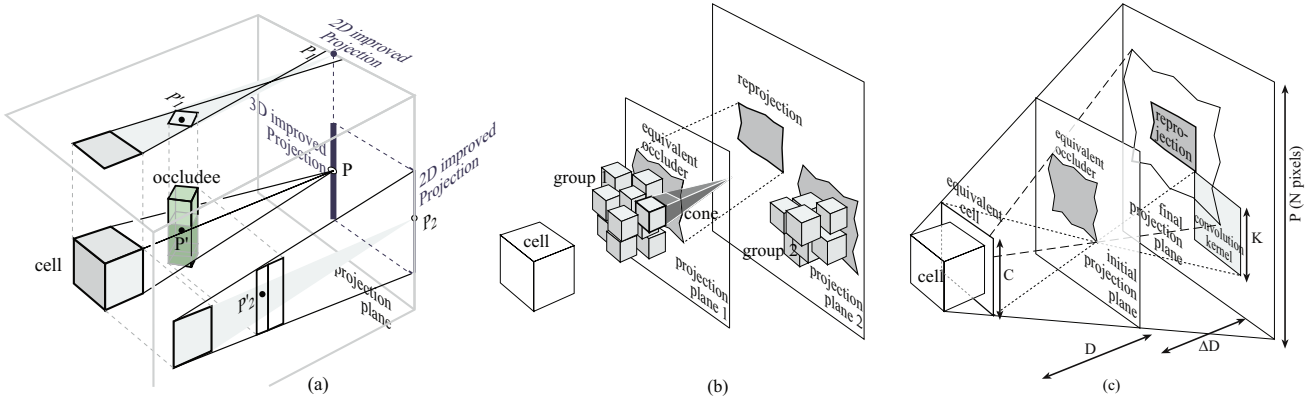 2D improved
Projection
P₁
P'₁
3D improved
Projection
P
2D improved
Projection
occludee
P'
cell
P₂
P'₂
projection
plane
(a)
reprojection
equivalent
occluder
group
cone
cell
group 2
projection
plane 1
projection
plane 2
(b)
repro-
jection
equivalent
occluder
equivalent
cell
cell
C
final
projection
plane
convolution
kernel
K
initial
projection
plane
P (N pixels)
D
ΔD
(c)